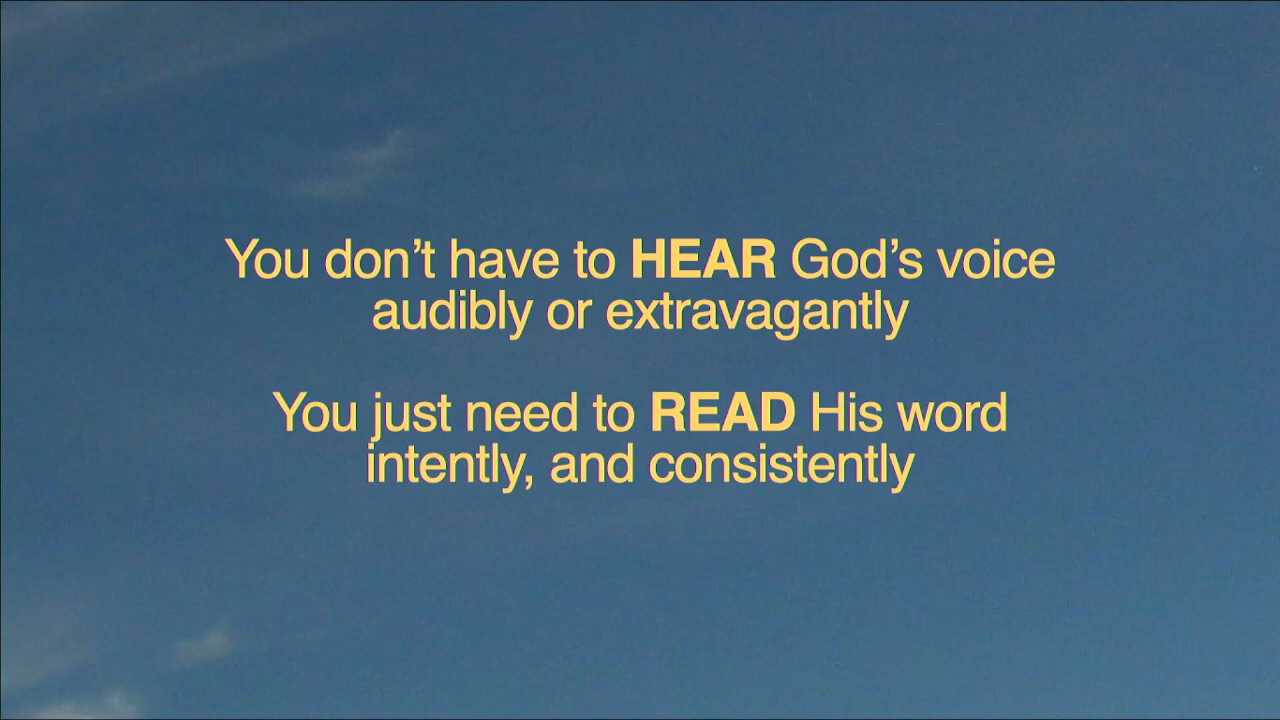 You don’t have to HEAR God’s voice
audibly or extravagantly
You just need to READ His word
intently, and consistently